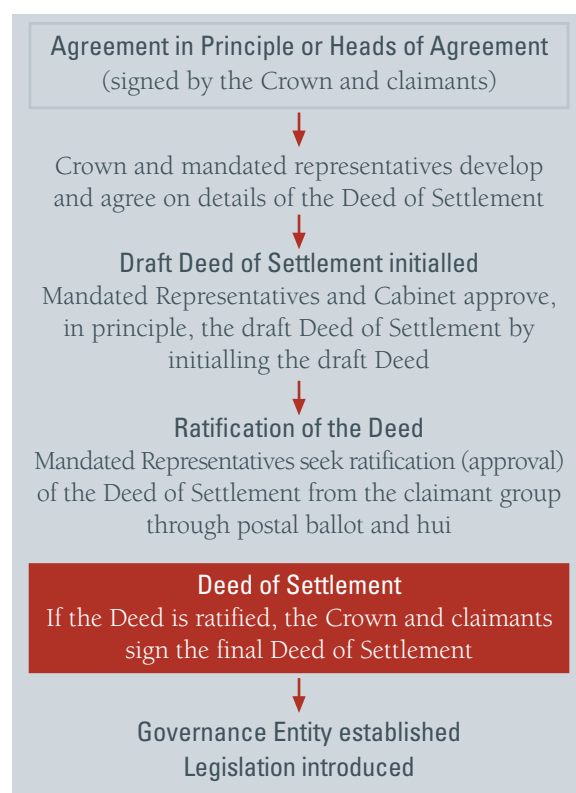 Agreement in Principle or Heads of Agreement
(signed by the Crown and claimants)
Crown and mandated representatives develop
and agree on details of the Deed of Settlement
Draft Deed of Settlement initialled
Mandated Representatives and Cabinet approve,
in principle, the draft Deed of Settlement by
initialling the draft Deed
Ratification of the Deed
Mandated Representatives seek ratification (approval)
of the Deed of Settlement from the claimant group
through postal ballot and hui
Deed of Settlement
If the Deed is ratified, the Crown and claimants
sign the final Deed of Settlement
Governance Entity established
Legislation introduced